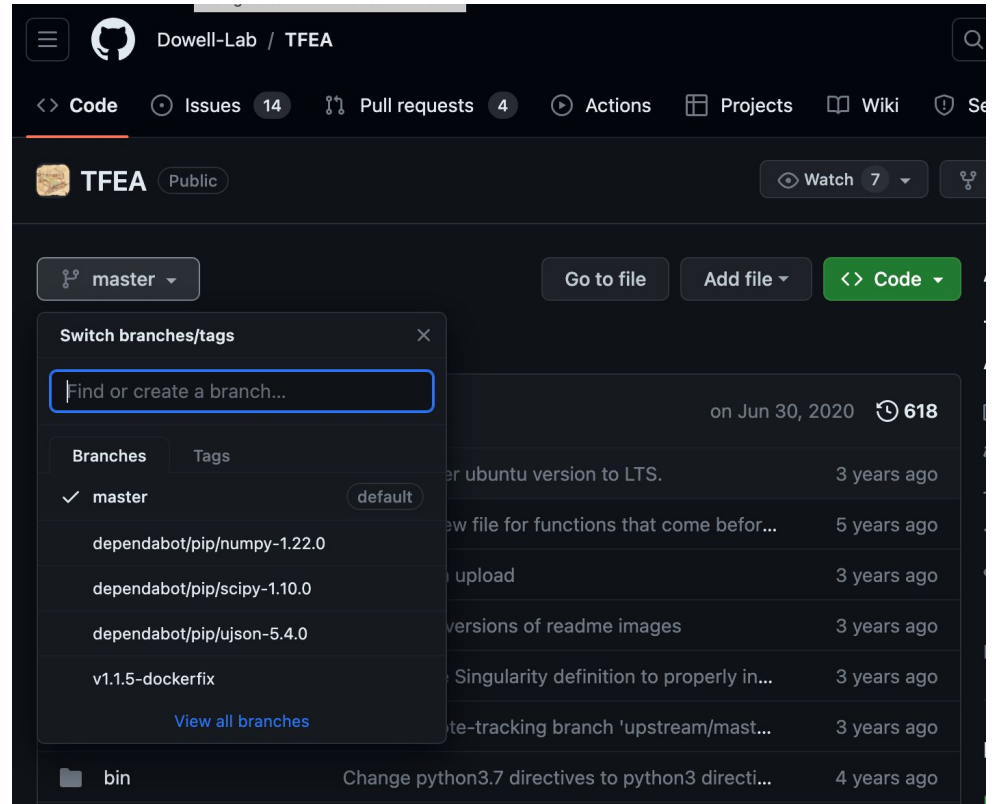 Dowell-Lab / TFEA
Code Issues 14 Pull requests 4 Actions Projects Wiki
TFEA Public Watch 7
master Go to file Add file Code
Switch branches/tags
Find or create a branch...
on Jun 30, 2020 618
Branches Tags
ubuntu version to LTS. 3 years ago
master default
file for functions that come befor... 5 years ago
dependabot/pip/numpy-1.22.0
upload 3 years ago
dependabot/pip/scipy-1.10.0
versions of readme images 3 years ago
dependabot/pip/ujson-5.4.0
Singularity definition to properly in... 3 years ago
v1.1.5-dockerfix
View all branches
te-tracking branch 'upstream/mast... 3 years ago
bin Change python3.7 directives to python3 directi... 4 years ago